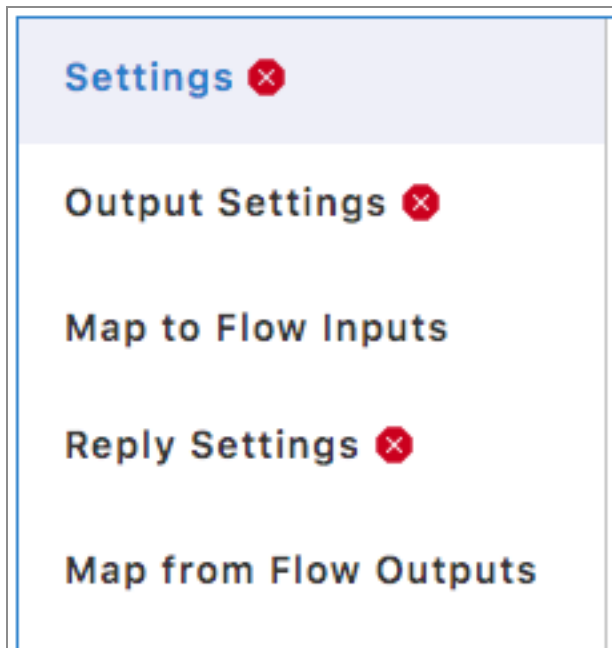 Settings
Output Settings
Map to Flow Inputs
Reply Settings
Map from Flow Outputs